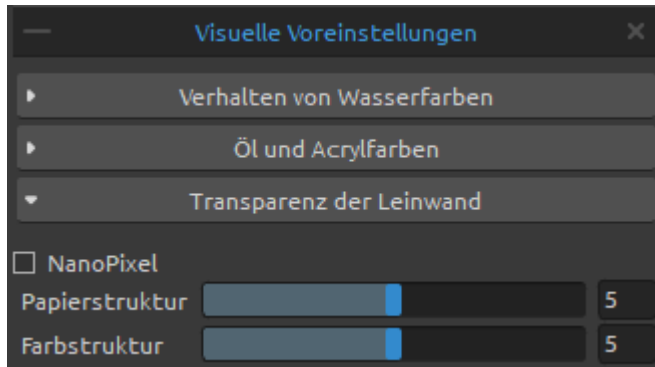 Visuelle Voreinstellungen
Verhalten von Wasserfarben
Öl und Acrylfarben
Transparenz der Leinwand
NanoPixel
Papierstruktur 5
Farbstruktur 5